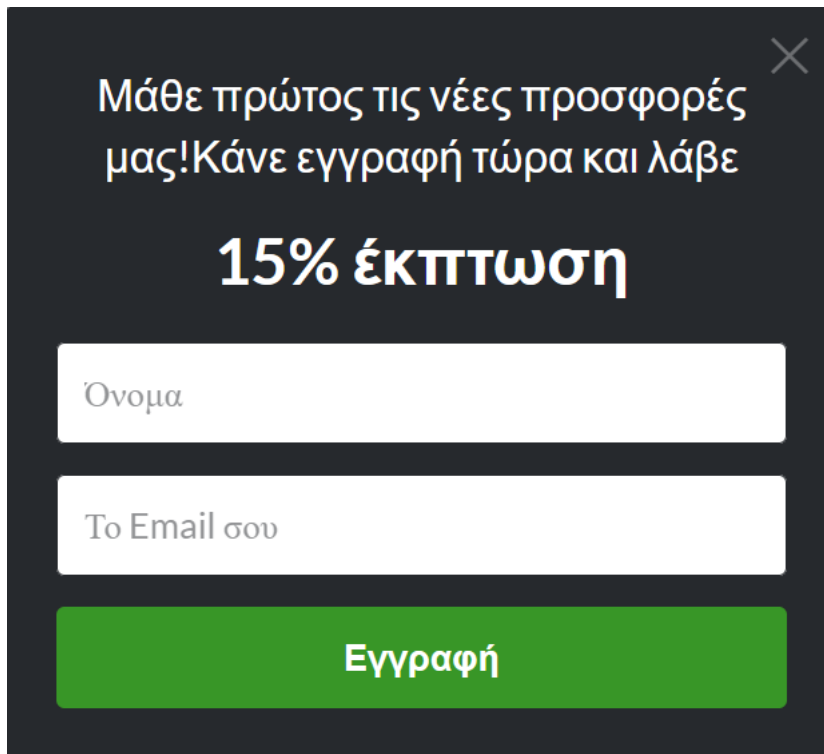 Μάθε πρώτος τις νέες προσφορές
μας!Κάνε εγγραφή τώρα και λάβε
15% έκπτωση
Όνομα
Το Email σου
Εγγραφή